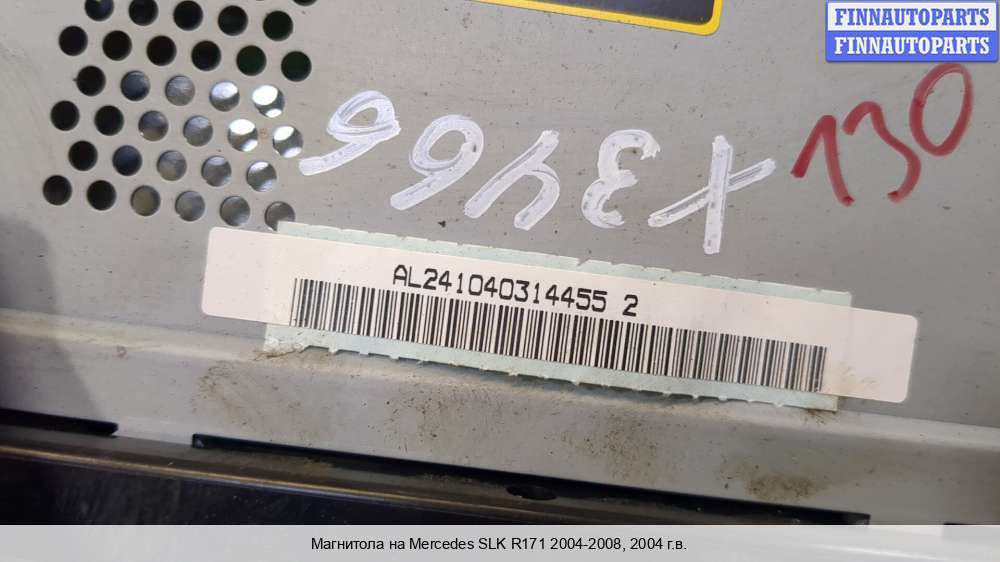 FINNAUTOPARTS
FINNAUTOPARTS
130
X3466
AL241040314455 2
Магнитола на Mercedes SLK R171 2004-2008, 2004 г.в.